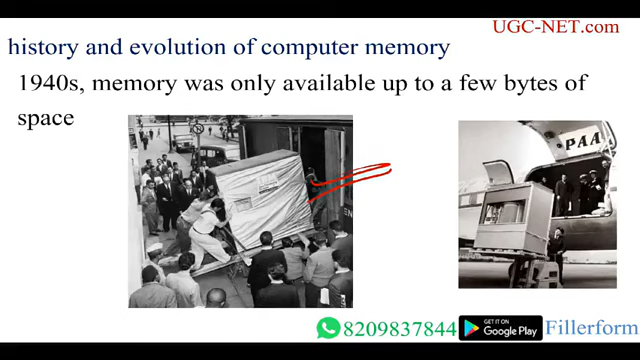 UGC-NET.com
history and evolution of computer memory
1940s, memory was only available up to a few bytes of
space
PAA
8209837844
GET IT ON
Google Play
Fillerform